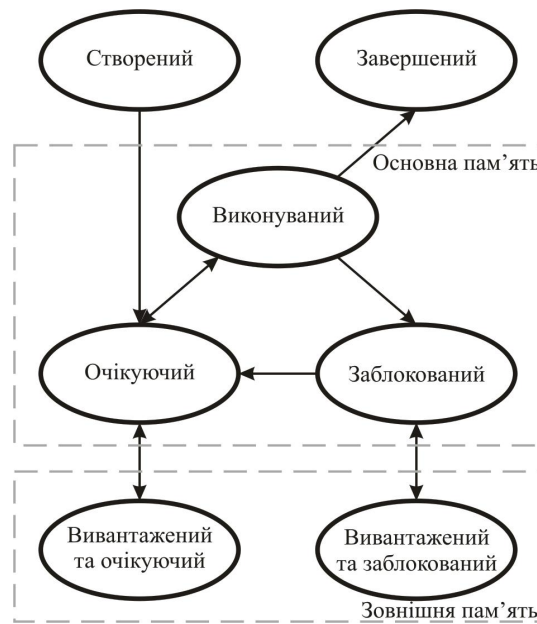 Створений
Завершений
Основна пам’ять
Виконуваний
Очікуючий
Заблокований
Вивантажений
та очікуючий
Вивантажений
та заблокований
Зовнішня пам’ять